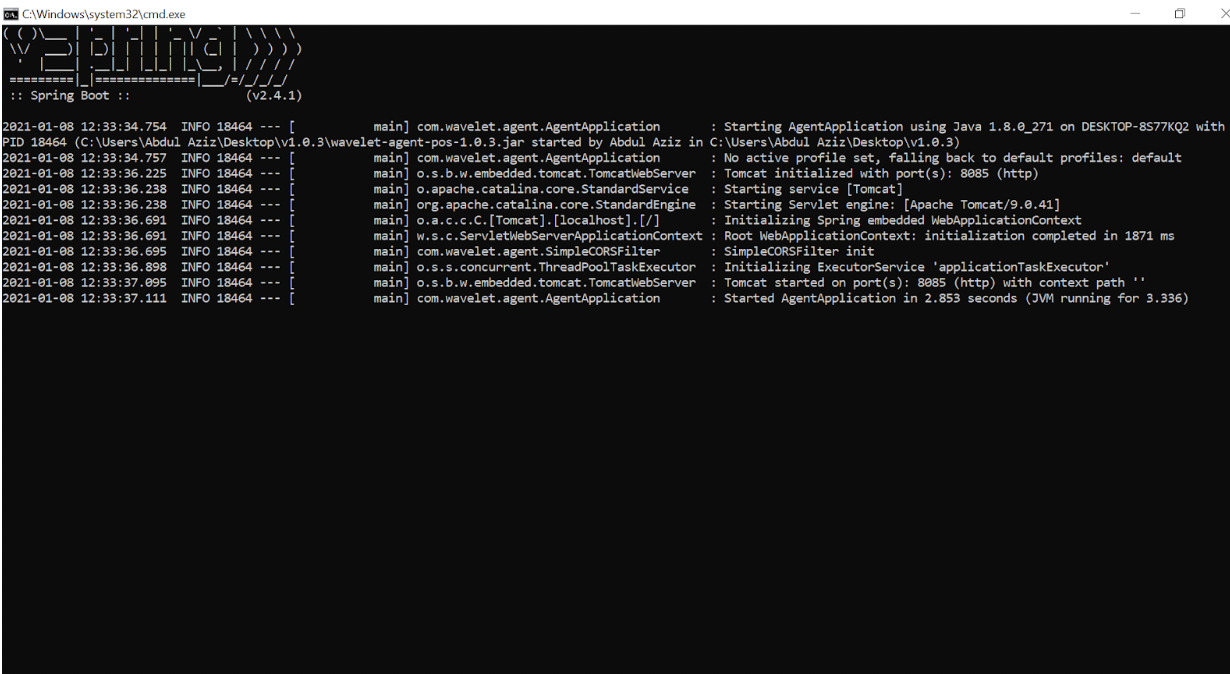 C:\Windows\system32\cmd.exe
:: Spring Boot ::                (v2.4.1)
2021-01-08 12:33:34.754  INFO 18464 --- [           main] com.wavelet.agent.AgentApplication       : Starting AgentApplication using Java 1.8.0_271 on DESKTOP-8S77KQ2 with
PID 18464 (C:\Users\Abdul Aziz\Desktop\v1.0.3\wavelet-agent-pos-1.0.3.jar started by Abdul Aziz in C:\Users\Abdul Aziz\Desktop\v1.0.3)
2021-01-08 12:33:34.757  INFO 18464 --- [           main] com.wavelet.agent.AgentApplication       : No active profile set, falling back to default profiles: default
2021-01-08 12:33:36.225  INFO 18464 --- [           main] o.s.b.w.embedded.tomcat.TomcatWebServer  : Tomcat initialized with port(s): 8085 (http)
2021-01-08 12:33:36.238  INFO 18464 --- [           main] o.apache.catalina.core.StandardService   : Starting service [Tomcat]
2021-01-08 12:33:36.238  INFO 18464 --- [           main] org.apache.catalina.core.StandardEngine  : Starting Servlet engine: [Apache Tomcat/9.0.41]
2021-01-08 12:33:36.691  INFO 18464 --- [           main] o.a.c.c.C.[Tomcat].[localhost].[/]       : Initializing Spring embedded WebApplicationContext
2021-01-08 12:33:36.691  INFO 18464 --- [           main] w.s.c.ServletWebServerApplicationContext : Root WebApplicationContext: initialization completed in 1871 ms
2021-01-08 12:33:36.695  INFO 18464 --- [           main] com.wavelet.agent.SimpleCORSFilter       : SimpleCORSFilter init
2021-01-08 12:33:36.898  INFO 18464 --- [           main] o.s.s.concurrent.ThreadPoolTaskExecutor  : Initializing ExecutorService 'applicationTaskExecutor'
2021-01-08 12:33:37.095  INFO 18464 --- [           main] o.s.b.w.embedded.tomcat.TomcatWebServer  : Tomcat started on port(s): 8085 (http) with context path ''
2021-01-08 12:33:37.111  INFO 18464 --- [           main] com.wavelet.agent.AgentApplication       : Started AgentApplication in 2.853 seconds (JVM running for 3.336)